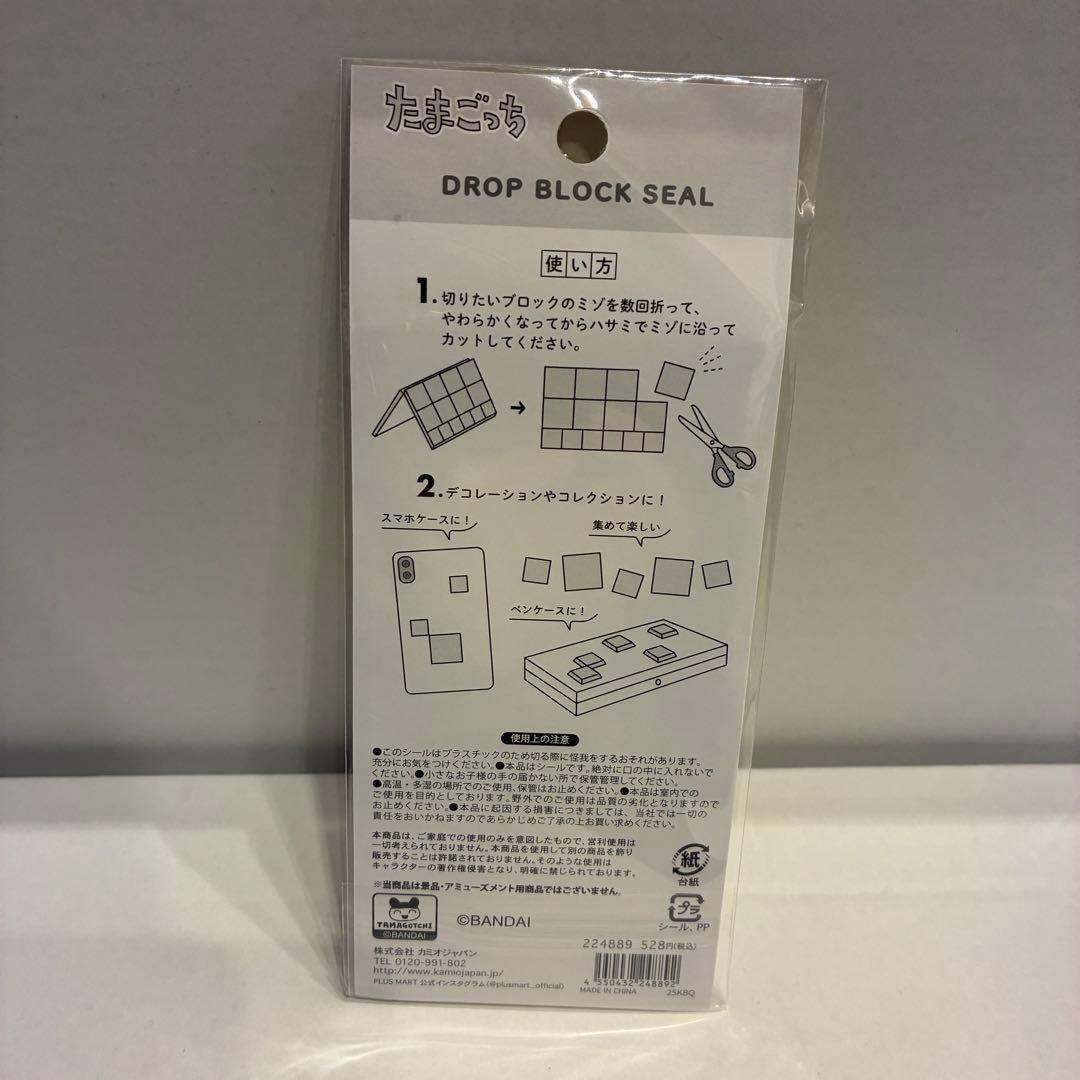 たまごっち
DROP BLOCK SEAL
使い方
1.切りたいブロックのミゾを数回折って、
やわらかくなってからハサミでミゾに沿って
カットしてください。
2.デコレーションやコレクションに!
スマホケースに!
集めて楽しい
ペンケースに!
使用上の注意
●このシールはプラスチックのため切る際に怪我をするおそれがあります。
充分にお気をつけください。●本品はシールです。絶対に口の中に入れないで
ください。●小さなお子様の手の届かない所で保管管理してください。
●高温・多湿の場所でのご使用、保管はお止めください。●本品は室内での
ご使用を目的としております。野外でのご使用は品質の劣化となりますので
お止めください。●本品に起因する損害につきましては、当社では一切の
責任をおいかねますのであらかじめご了承の上お買い求めください。
本商品は、ご家庭での使用のみを意図したもので、営利使用は
一切考えられておりません。本商品を使用して別の商品を飾り
販売することは許諾されておりません。そのような使用は
キャラクターの著作権侵害となり、明確に禁じられております。
※当商品は景品・アミューズメント用商品ではございません。
紙
台紙
プラ
シール、PP
TAMAGOTCHI
©BANDAI
©BANDAI
224889 528円(税込)
株式会社 カミオジャパン
TEL 0120-991-802
http://www.kamiojapan.jp/
PLUS MART 公式インスタグラム(@plusmart_official)
4 550432 248892
MADE IN CHINA 25KBQ